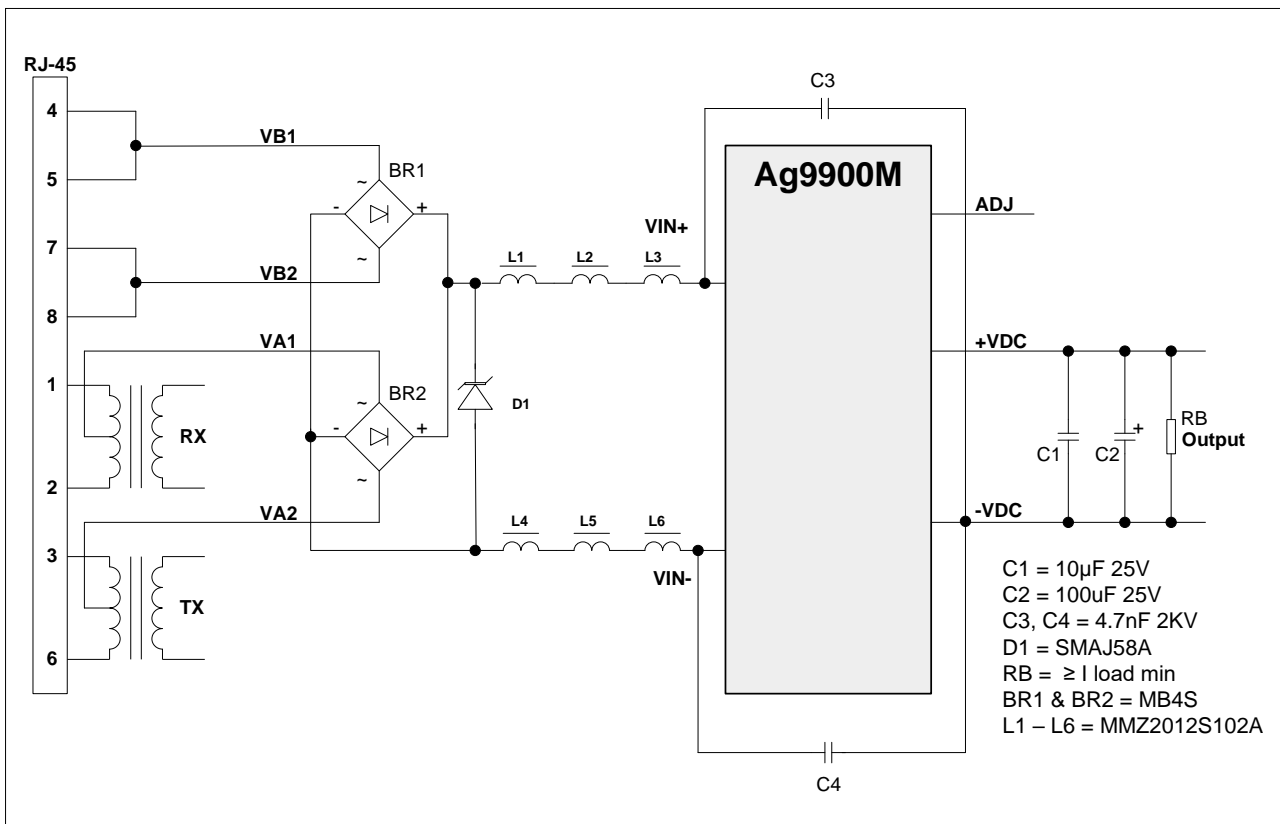 RJ-45
4
5
7
8
1
2
3
6
VB1
VB2
VA1
VA2
RX
TX
BR1
~
-
+
~
BR2
~
-
+
~
D1
L1
L2
L3
VIN+
L4
L5
L6
VIN-
C3
Ag9900M
C4
ADJ
+VDC
-VDC
C1
C2
+
RB
Output
C1 = 10µF 25V
C2 = 100uF 25V
C3, C4 = 4.7nF 2KV
D1 = SMAJ58A
RB = ≥ I load min
BR1 & BR2 = MB4S
L1 – L6 = MMZ2012S102A